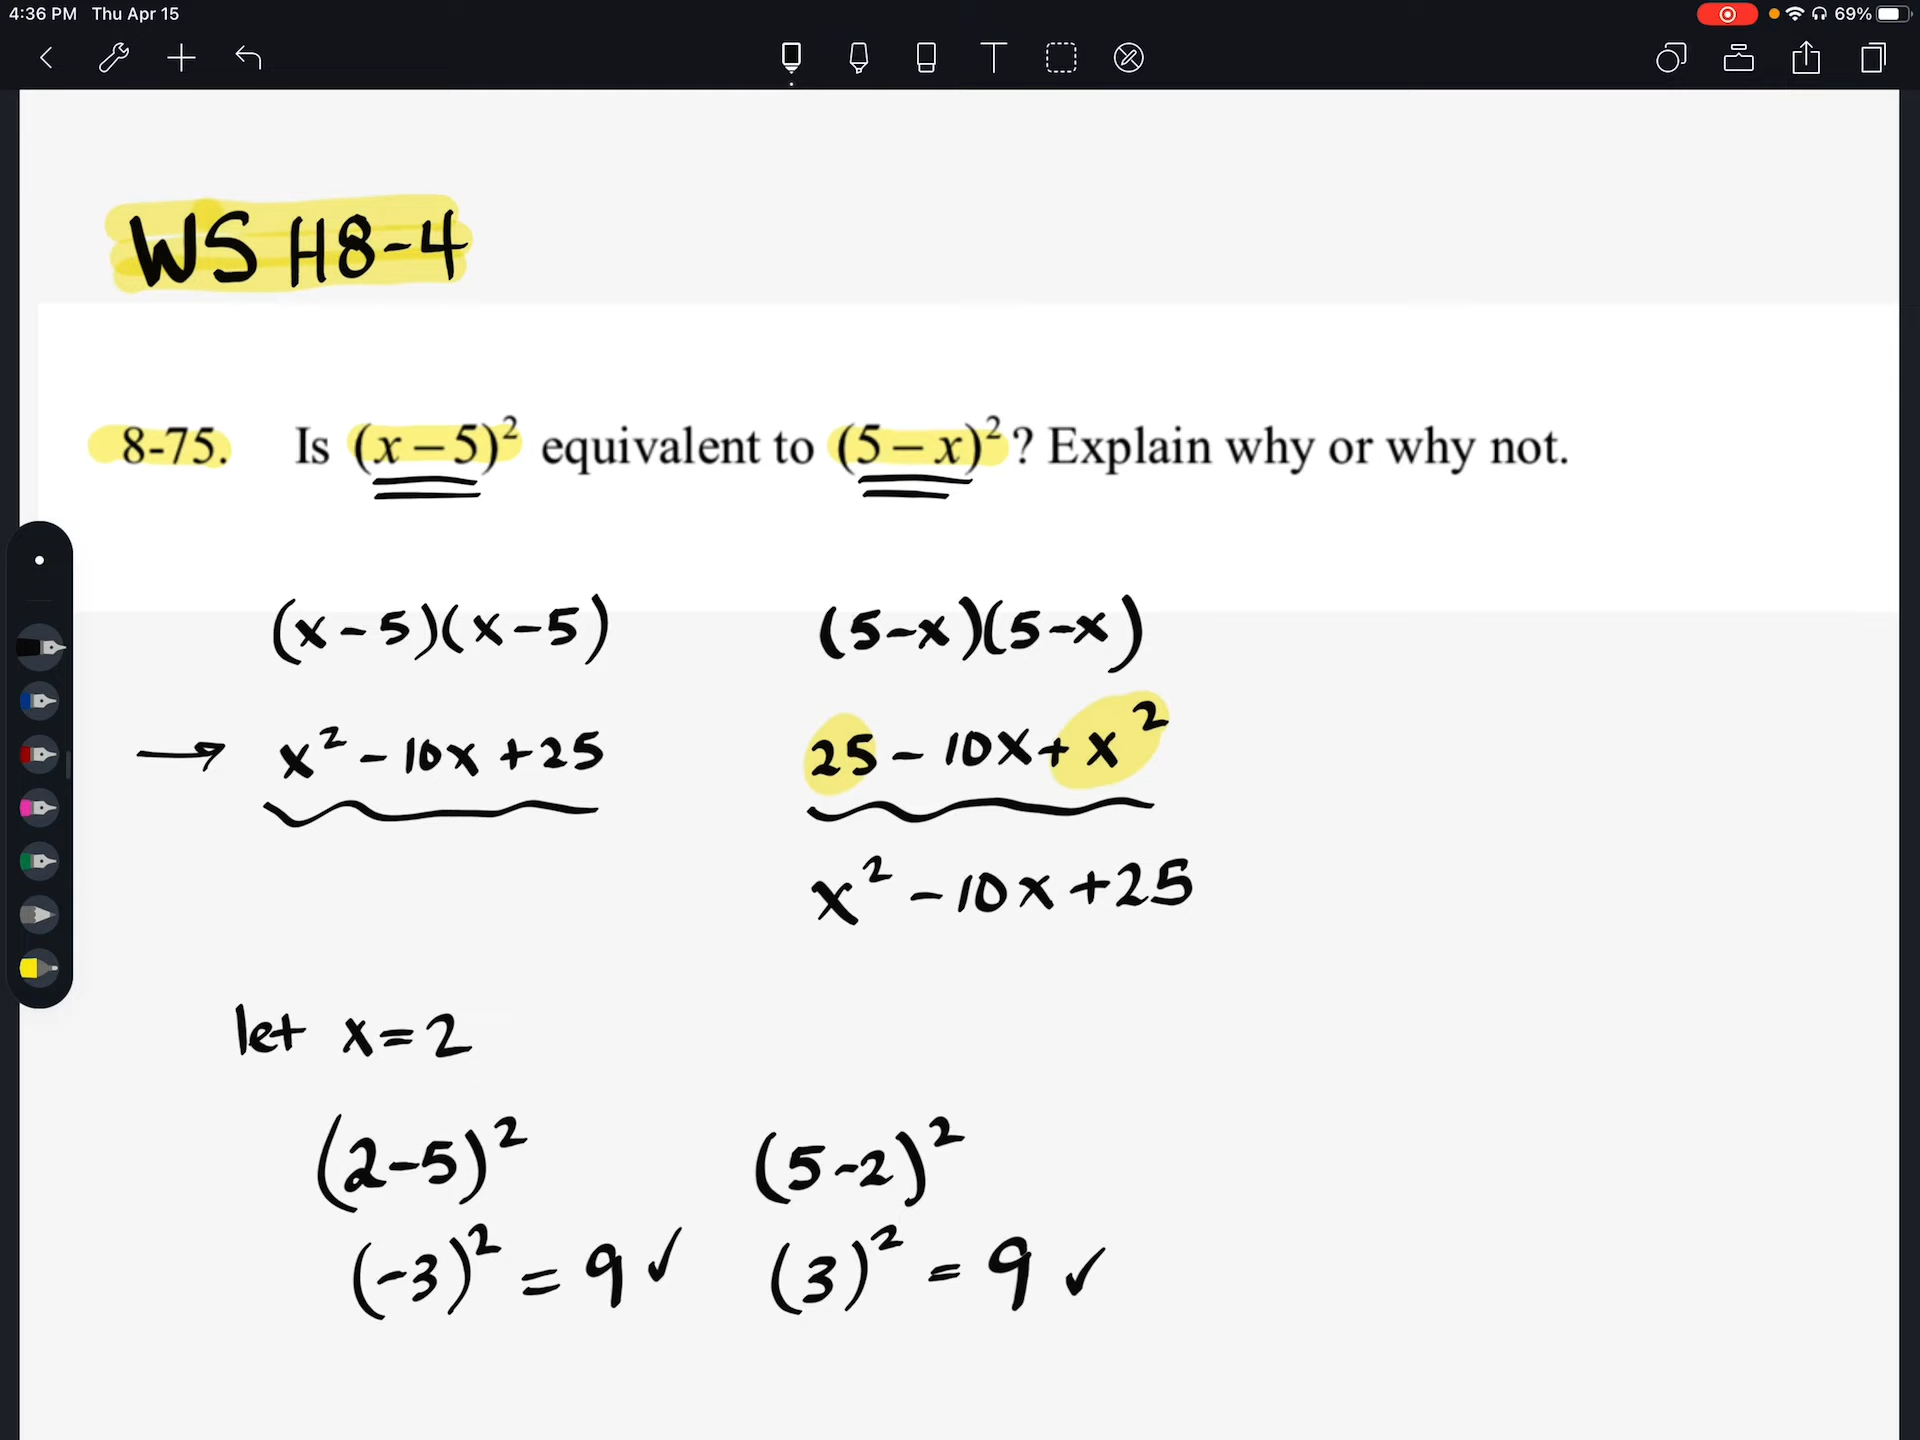 4:36 PM Thu Apr 15 69%
WS H8-4
8-75. Is (x – 5)² equivalent to (5 – x)² ? Explain why or why not.
(x-5)(x-5) (5-x)(5-x)
x² - 10x + 25 25 - 10x + x²
x² - 10x + 25
let x = 2
(2-5)² (5-2)²
(-3)² = 9 ✓ (3)² = 9 ✓